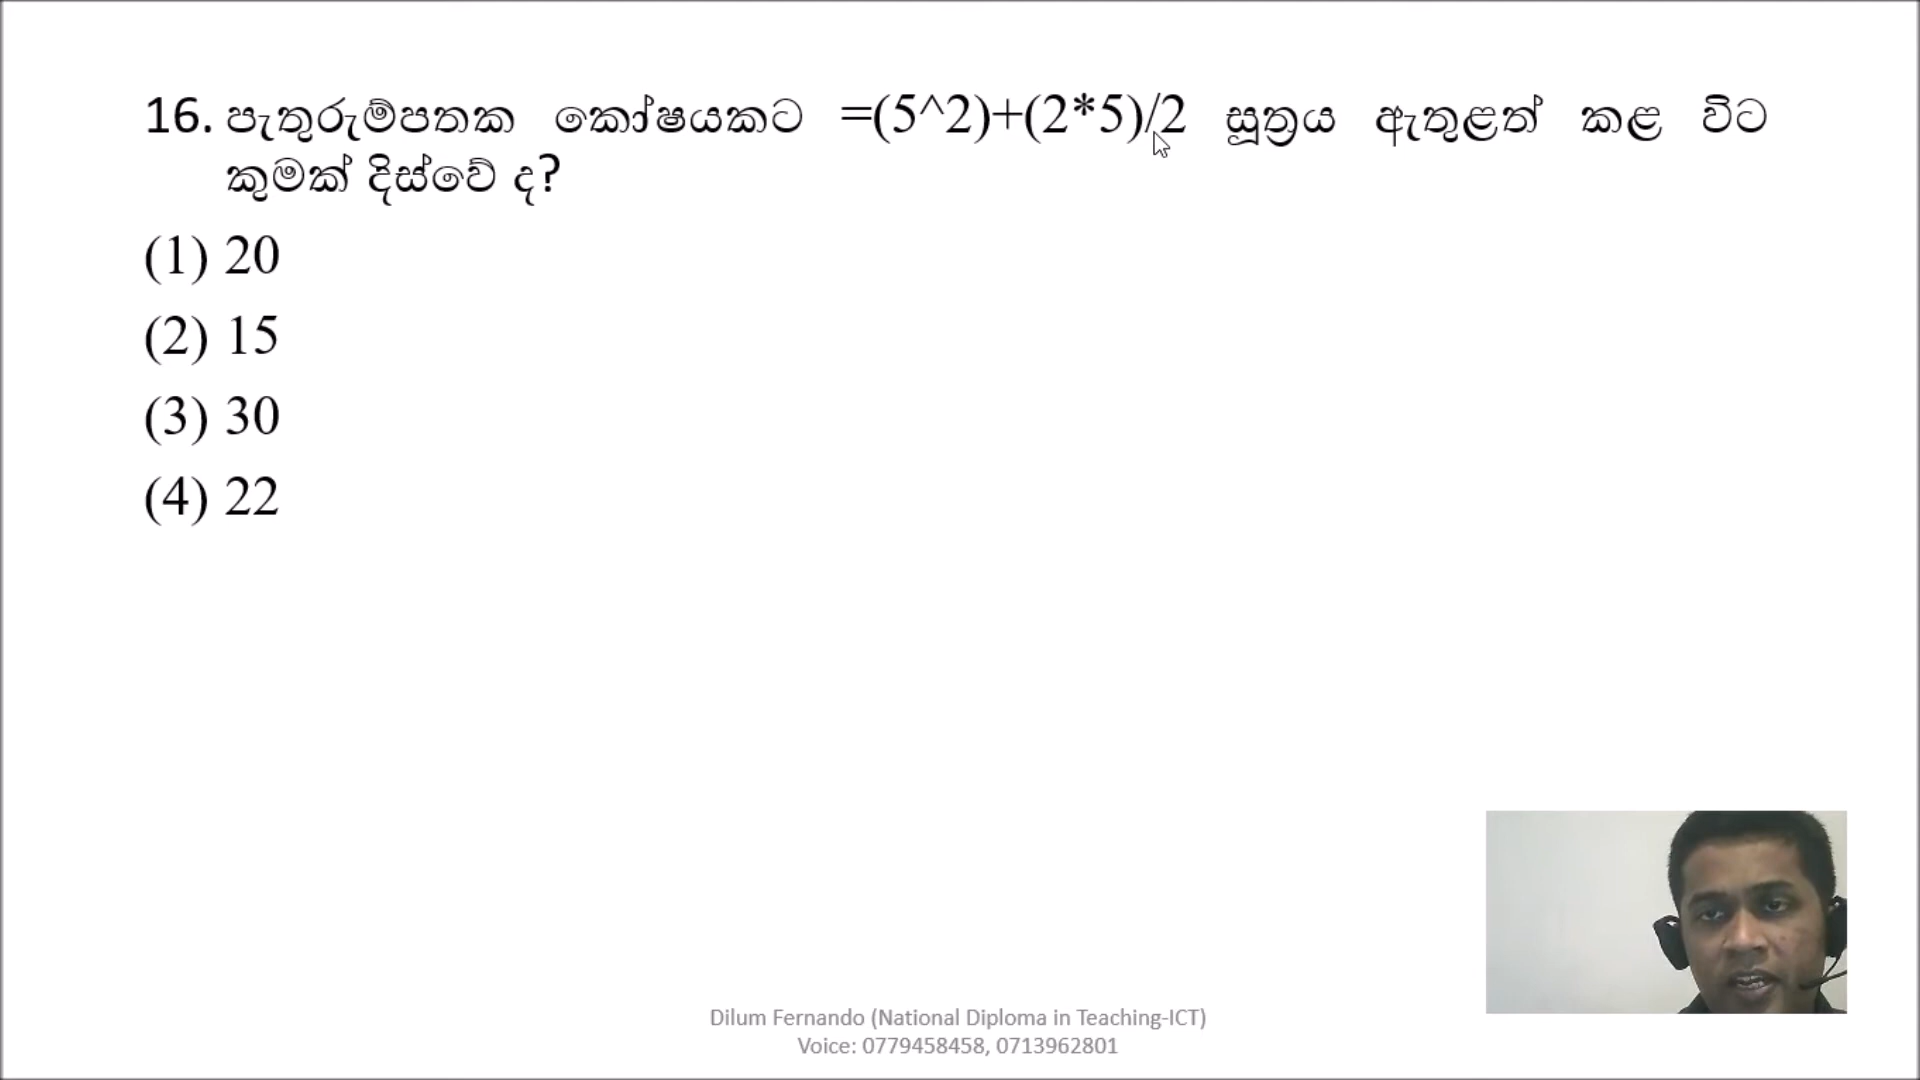 16. පැතුරුම්පතක කෝෂයකට =(5^2)+(2*5)/2 සූත්‍රය ඇතුළත් කළ විට
කුමක් දිස්වේ ද?
(1) 20
(2) 15
(3) 30
(4) 22
Dilum Fernando (National Diploma in Teaching-ICT)
Voice: 0779458458, 0713962801